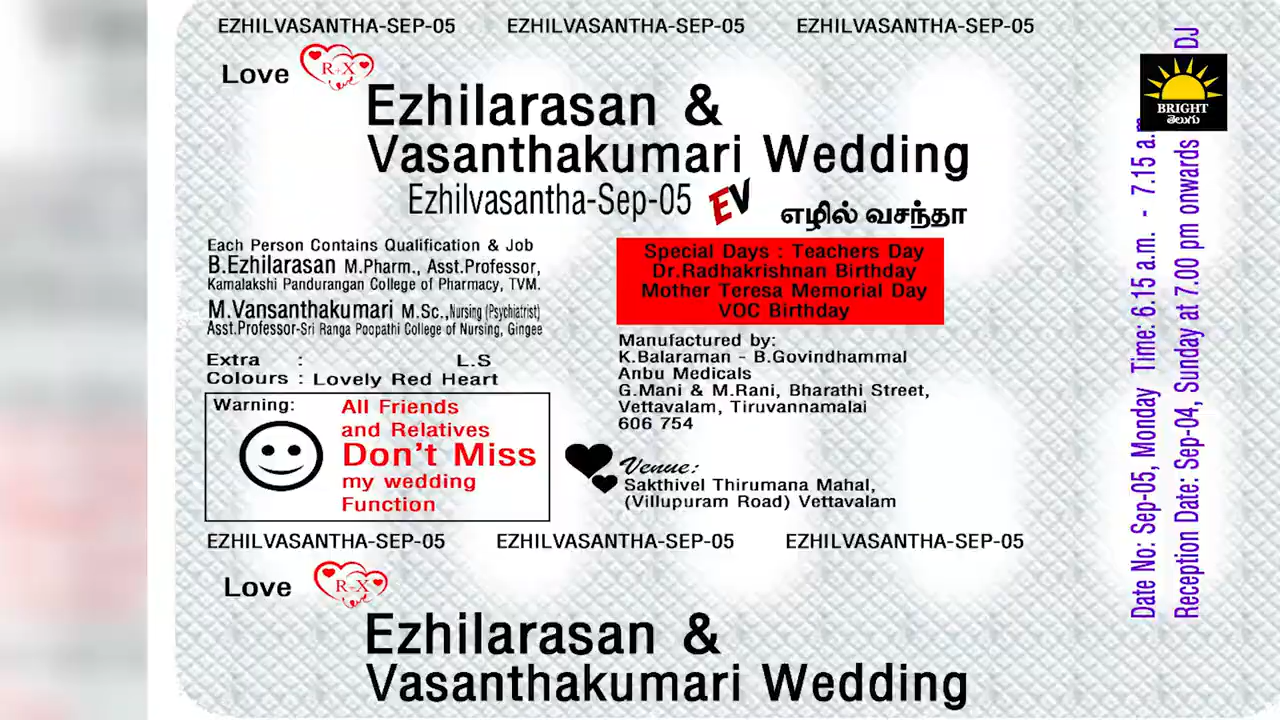 EZHILVASANTHA-SEP-05 EZHILVASANTHA-SEP-05 EZHILVASANTHA-SEP-05
Love R+X
Ezhilarasan &
Vasanthakumari Wedding
Ezhilvasantha-Sep-05 EV எழில் வசந்தா
Each Person Contains Qualification & Job
B.Ezhilarasan M.Pharm., Asst.Professor,
Kamalakshi Pandurangan College of Pharmacy, TVM.
M.Vansanthakumari M.Sc.,Nursing (Psychiatrist)
Asst.Professor-Sri Ranga Poopathi College of Nursing, Gingee
Extra : L.S
Colours : Lovely Red Heart
Warning:
All Friends
and Relatives
Don't Miss
my wedding
Function
Special Days : Teachers Day
Dr.Radhakrishnan Birthday
Mother Teresa Memorial Day
VOC Birthday
Manufactured by:
K.Balaraman - B.Govindhammal
Anbu Medicals
G.Mani & M.Rani, Bharathi Street,
Vettavalam, Tiruvannamalai
606 754
Venue:
Sakthivel Thirumana Mahal,
(Villupuram Road) Vettavalam
EZHILVASANTHA-SEP-05 EZHILVASANTHA-SEP-05 EZHILVASANTHA-SEP-05
Love R+X
Ezhilarasan &
Vasanthakumari Wedding
Date No: Sep-05, Monday Time: 6.15 a.m. - 7.15 a.m
Reception Date: Sep-04, Sunday at 7.00 pm onwards DJ
BRIGHT
తెలుగు